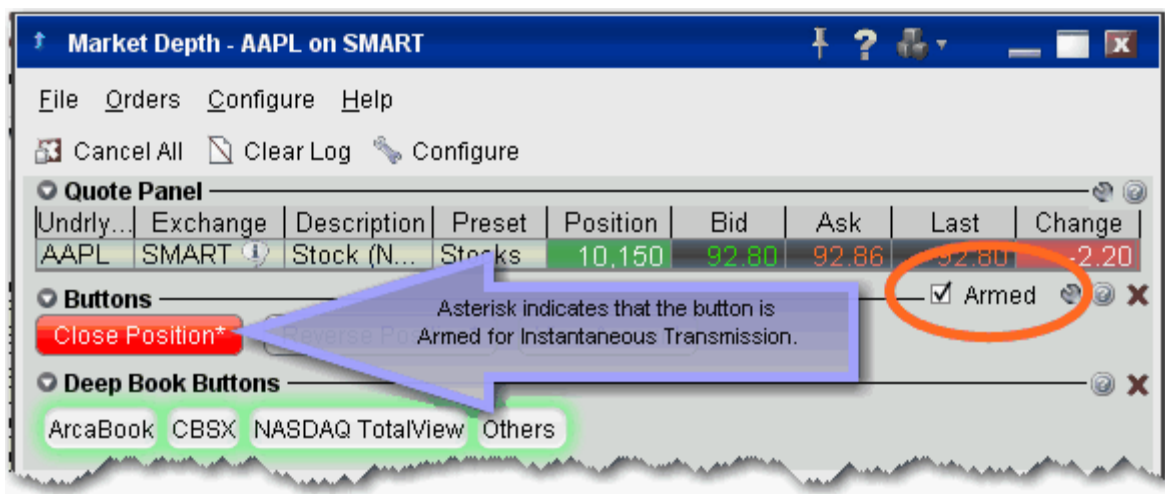 Market Depth - AAPL on SMART
File Orders Configure Help
Cancel All Clear Log Configure
Quote Panel
Undrly... Exchange Description Preset Position Bid Ask Last Change
AAPL SMART Stock (N... Stocks 10,150 92.80 92.86 92.80 -2.20
Buttons Armed
Asterisk indicates that the button is
Close Position* Reverse Armed for Instantaneous Transmission.
Deep Book Buttons
ArcaBook CBSX NASDAQ TotalView Others